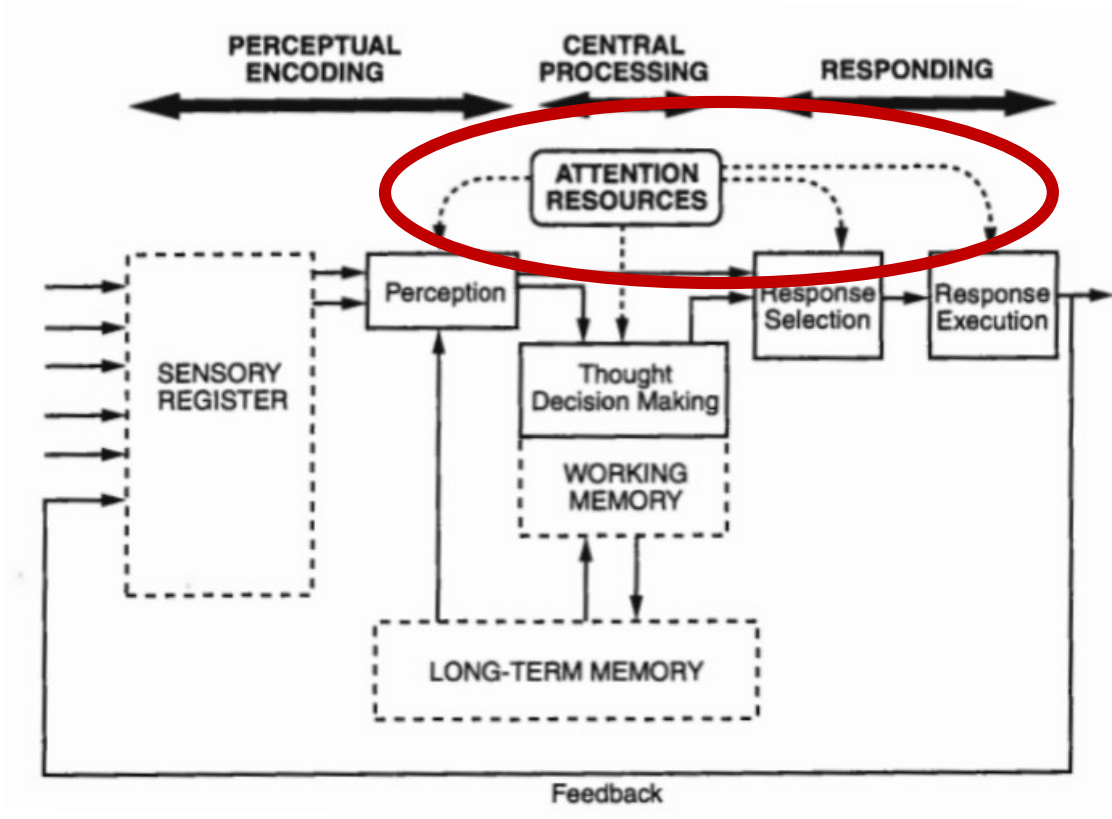 PERCEPTUAL
ENCODING
CENTRAL
PROCESSING
RESPONDING
ATTENTION
RESOURCES
Perception
Response
Selection
Response
Execution
SENSORY
REGISTER
Thought
Decision Making
WORKING
MEMORY
LONG-TERM MEMORY
Feedback